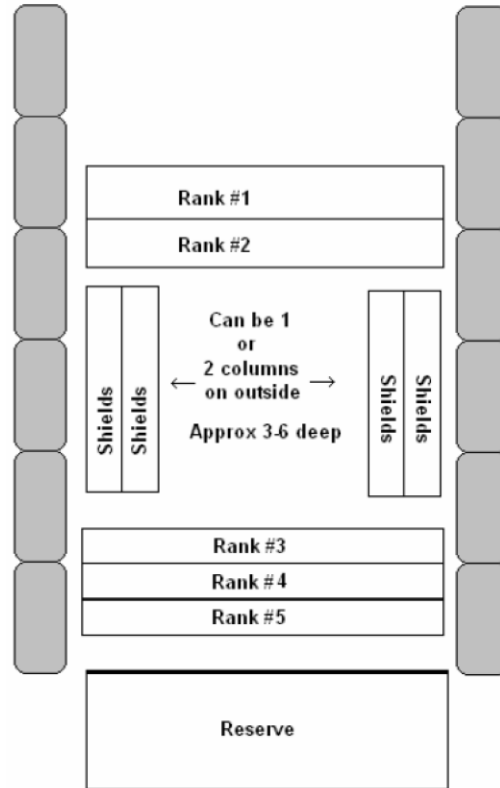 Rank #1
Rank #2
Shields
Shields
Can be 1
or
2 columns
on outside
Approx 3-6 deep
Shields
Shields
Rank #3
Rank #4
Rank #5
Reserve